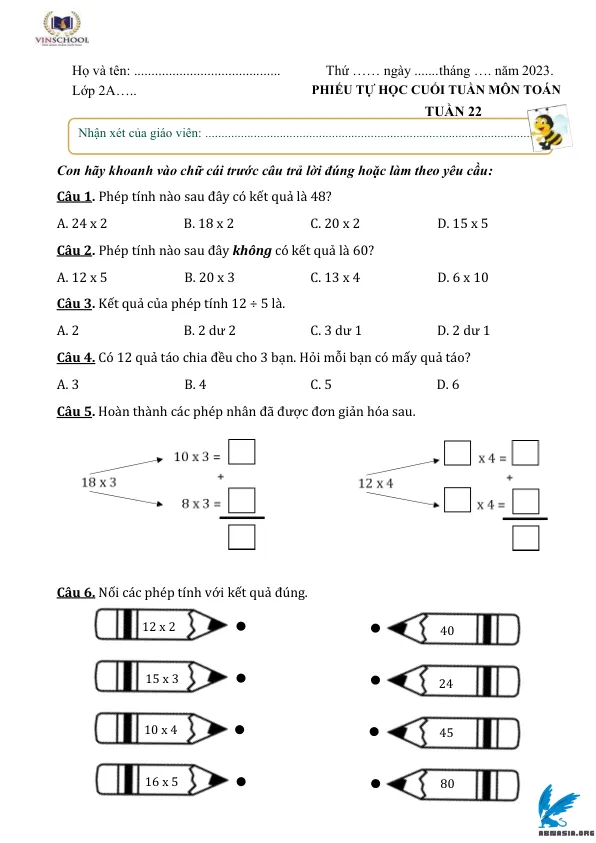 VINSCHOOL
Họ và tên: ..........................................
Thứ …… ngày .......tháng …. năm 2023.
Lớp 2A…..
PHIẾU TỰ HỌC CUỐI TUẦN MÔN TOÁN
TUẦN 22
Nhận xét của giáo viên: ....................................................................................................
Con hãy khoanh vào chữ cái trước câu trả lời đúng hoặc làm theo yêu cầu:
Câu 1. Phép tính nào sau đây có kết quả là 48?
A. 24 x 2 B. 18 x 2 C. 20 x 2 D. 15 x 5
Câu 2. Phép tính nào sau đây không có kết quả là 60?
A. 12 x 5 B. 20 x 3 C. 13 x 4 D. 6 x 10
Câu 3. Kết quả của phép tính 12 ÷ 5 là.
A. 2 B. 2 dư 2 C. 3 dư 1 D. 2 dư 1
Câu 4. Có 12 quả táo chia đều cho 3 bạn. Hỏi mỗi bạn có mấy quả táo?
A. 3 B. 4 C. 5 D. 6
Câu 5. Hoàn thành các phép nhân đã được đơn giản hóa sau.
10 x 3 = x 4 =
+ +
18 x 3 12 x 4
8 x 3 = x 4 =
Câu 6. Nối các phép tính với kết quả đúng.
12 x 2 40
15 x 3 24
10 x 4 45
16 x 5 80
ABMASIA.ORG